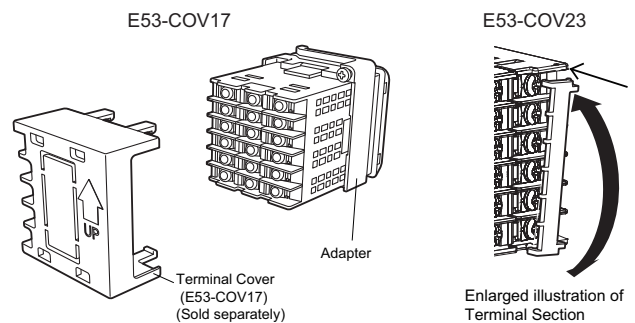 E53-COV17
E53-COV23
UP
Adapter
Terminal Cover
(E53-COV17)
(Sold separately)
Enlarged illustration of
Terminal Section